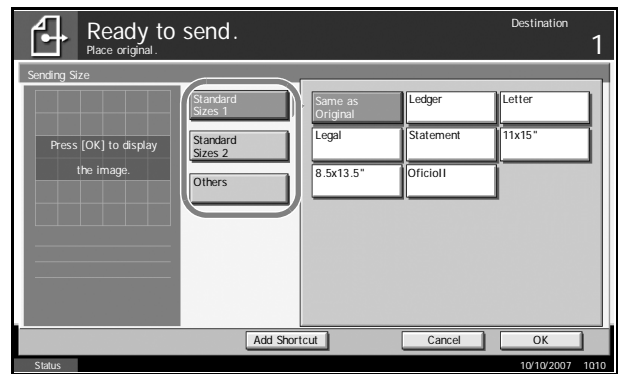 Ready to send.
Place original.
Destination
1
Sending Size
Press [OK] to display
the image.
Standard
Sizes 1
Standard
Sizes 2
Others
Same as
Original
Ledger
Letter
Legal
Statement
11x15"
8.5x13.5"
OficioII
Add Shortcut
Cancel
OK
Status
10/10/2007 1010